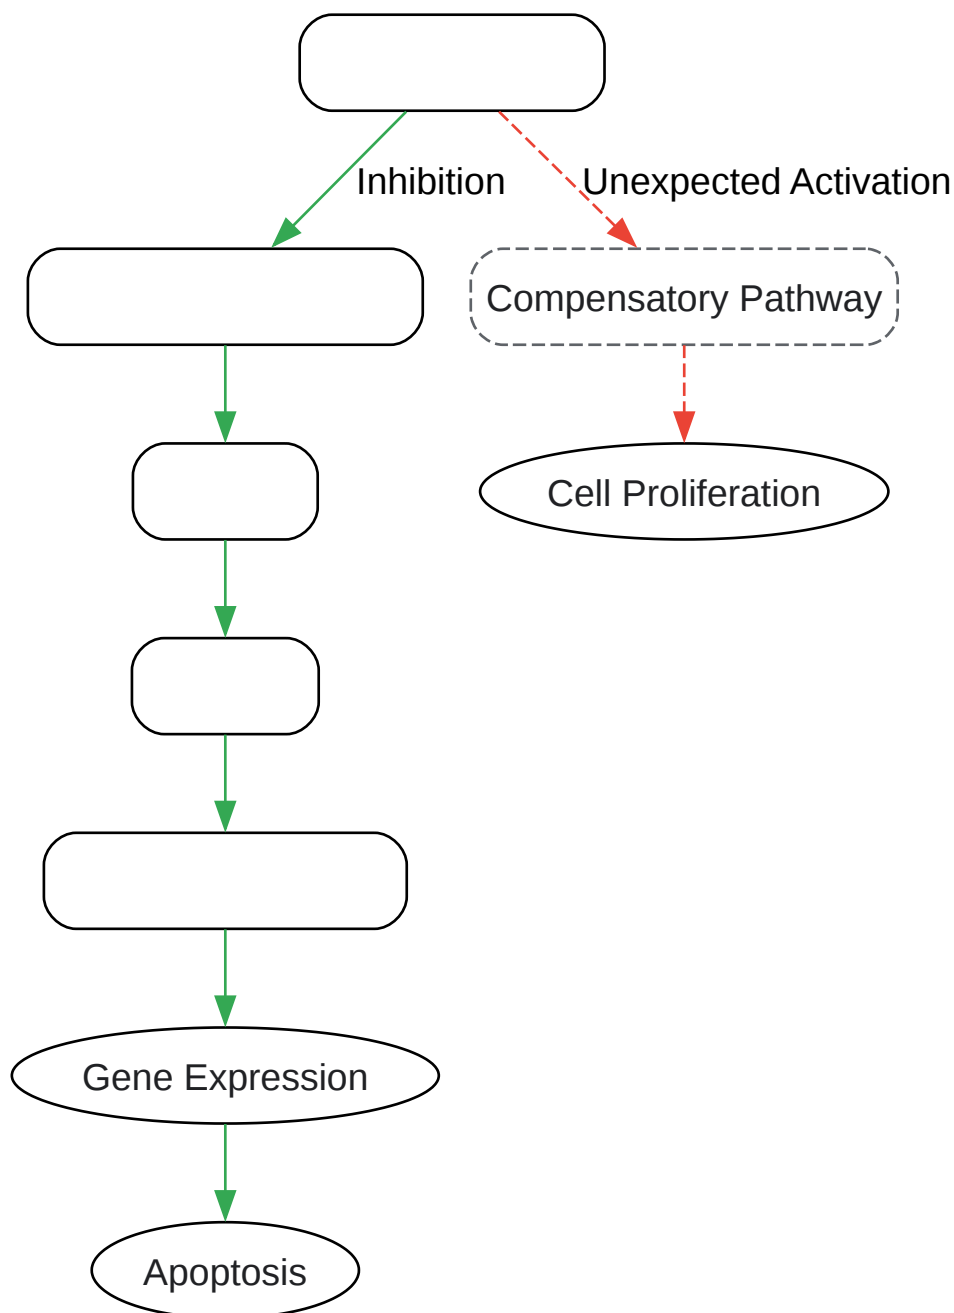 Inhibition
Unexpected Activation
Compensatory Pathway
Cell Proliferation
Gene Expression
Apoptosis